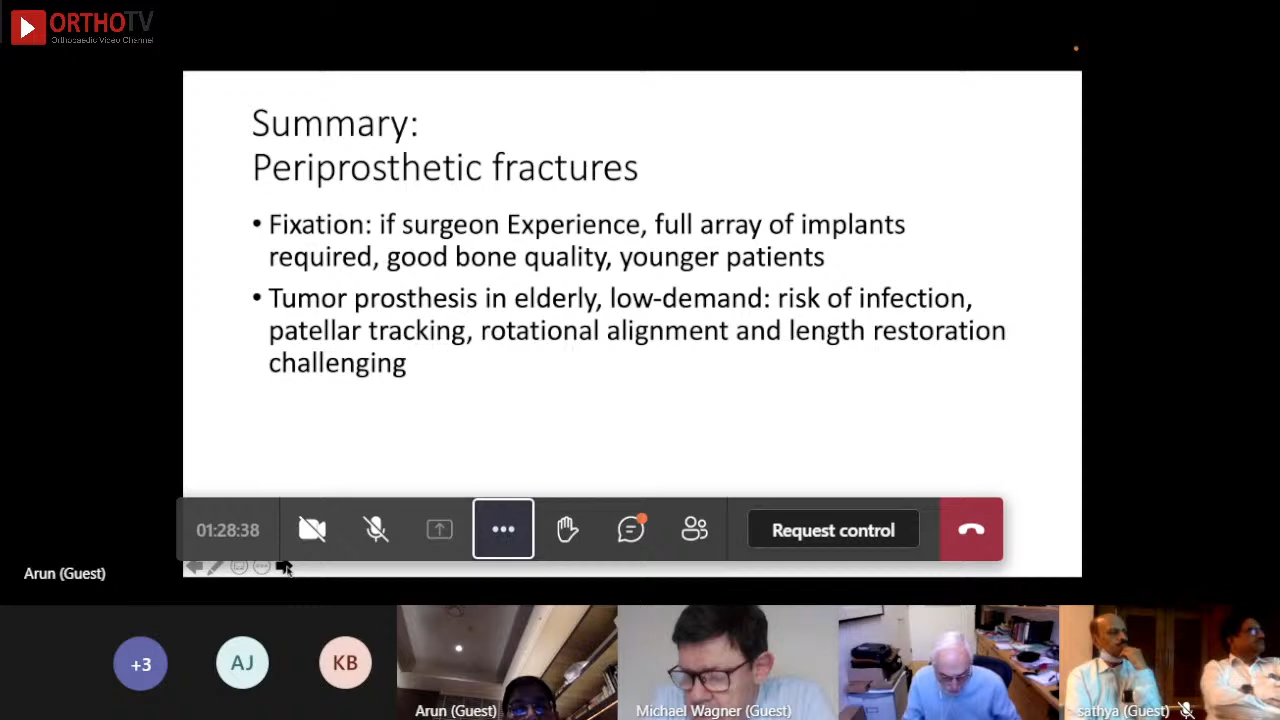 ORTHOTV
Orthopaedic Video Channel
Summary:
Periprosthetic fractures
• Fixation: if surgeon Experience, full array of implants
required, good bone quality, younger patients
• Tumor prosthesis in elderly, low-demand: risk of infection,
patellar tracking, rotational alignment and length restoration
challenging
01:28:38
Request control
Arun (Guest)
+3
AJ
KB
Arun (Guest)
Michael Wagner (Guest)
sathya (Guest)